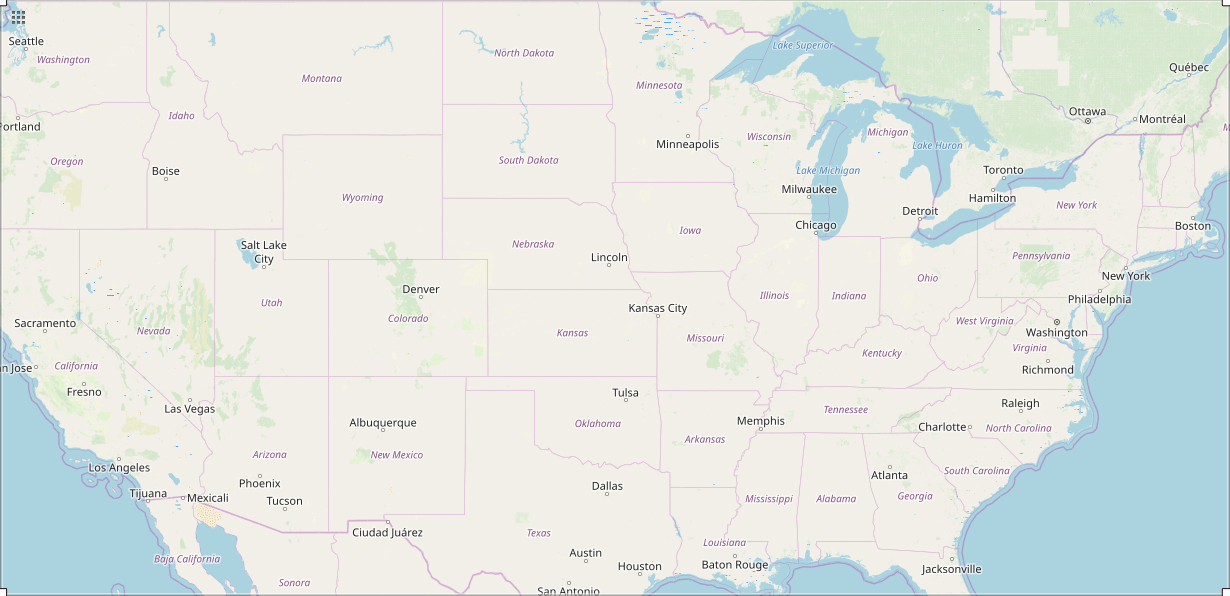 Seattle
Washington
Portland
Oregon
Idaho
Boise
Montana
North Dakota
South Dakota
Wyoming
Minnesota
Minneapolis
Lake Superior
Wisconsin
Michigan
Lake Huron
Lake Michigan
Milwaukee
Chicago
Detroit
Québec
Ottawa
Montréal
Toronto
Hamilton
New York
Boston
Salt Lake
City
Nebraska
Lincoln
Iowa
Pennsylvania
New York
Philadelphia
Ohio
Indiana
Illinois
Denver
Colorado
Utah
Nevada
Sacramento
California
n Jose
Fresno
Las Vegas
Kansas
Kansas City
Missouri
West Virginia
Washington
Virginia
Richmond
Kentucky
Tulsa
Oklahoma
Memphis
Tennessee
Raleigh
Charlotte
North Carolina
Albuquerque
New Mexico
Arizona
Arkansas
Los Angeles
Phoenix
Tucson
Tijuana
Mexicali
Ciudad Juárez
Dallas
Texas
Austin
Houston
San Antonio
Louisiana
Baton Rouge
Mississippi
Alabama
Atlanta
Georgia
South Carolina
Jacksonville
Baja California
Sonora